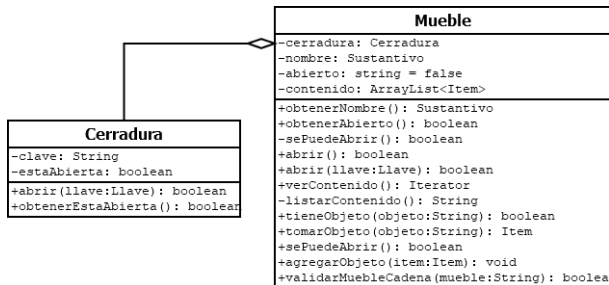 Mueble
-cerradura: Cerradura
-nombre: Sustantivo
-abierto: string = false
-contenido: ArrayList<Item>
+obtenerNombre(): Sustantivo
+obtenerAbierto(): boolean
-sePuedeAbrir(): boolean
+abrir(): boolean
+abrir(llave:Llave): boolean
+verContenido(): Iterator
-listarContenido(): String
+tieneObjeto(objeto:String): boolean
+tomarObjeto(objeto:String): Item
+sePuedeAbrir(): boolean
+agregarObjeto(item:Item): void
+validarMuebleCadena(mueble:String): boolea
Cerradura
-clave: String
-estaAbierta: boolean
+abrir(llave:Llave): boolean
+obtenerEstaAbierta(): boolean